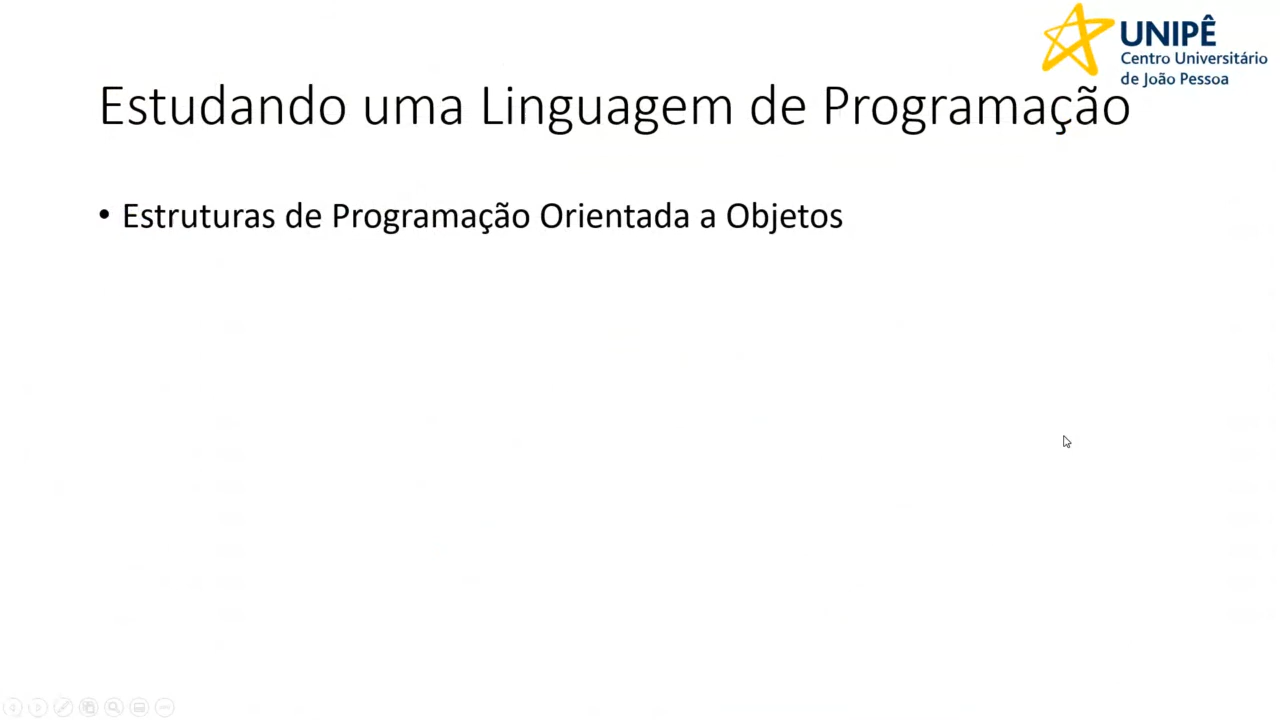 UNIPÊ
Centro Universitário
de João Pessoa
Estudando uma Linguagem de Programação
• Estruturas de Programação Orientada a Objetos